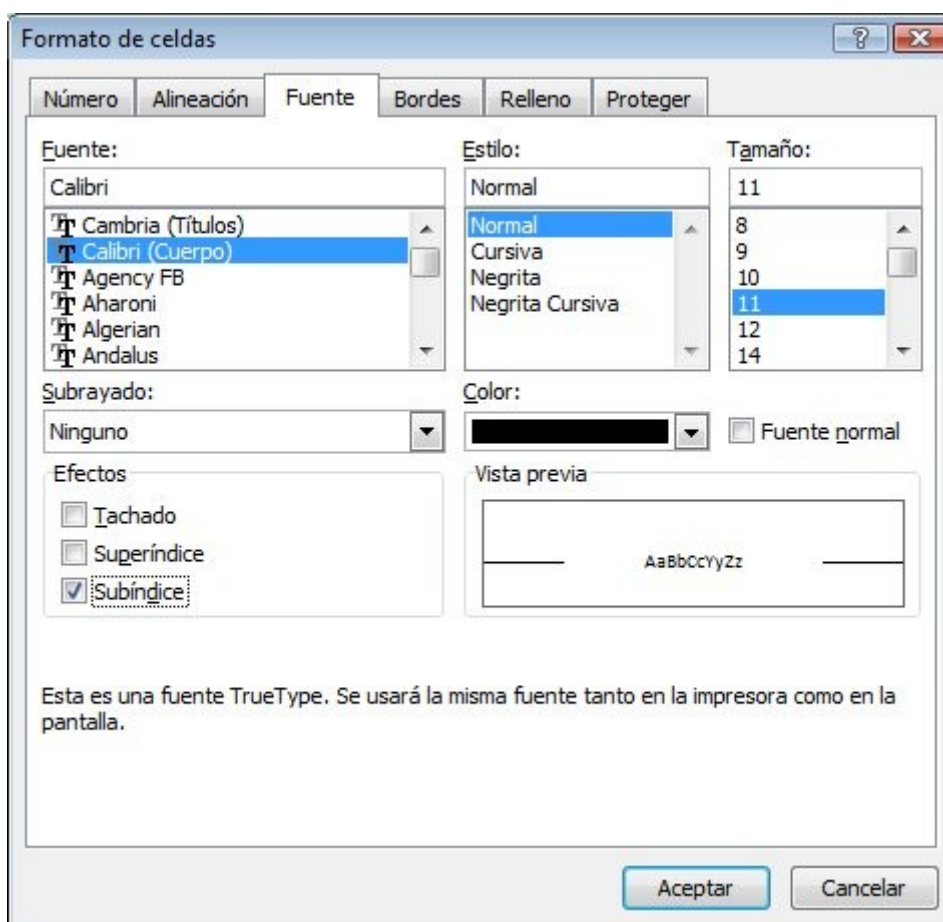 Formato de celdas
Número Alineación Fuente Bordes Relleno Proteger
Fuente: Estilo: Tamaño:
Calibri Normal 11
Cambria (Títulos) Normal 8
Calibri (Cuerpo) Cursiva 9
Agency FB Negrita 10
Aharoni Negrita Cursiva 11
Algerian 12
Andalus 14
Subrayado: Color:
Ninguno Fuente normal
Efectos Vista previa
Tachado
Superíndice AaBbCcYyZz
Subíndice
Esta es una fuente TrueType. Se usará la misma fuente tanto en la impresora como en la
pantalla.
Aceptar Cancelar